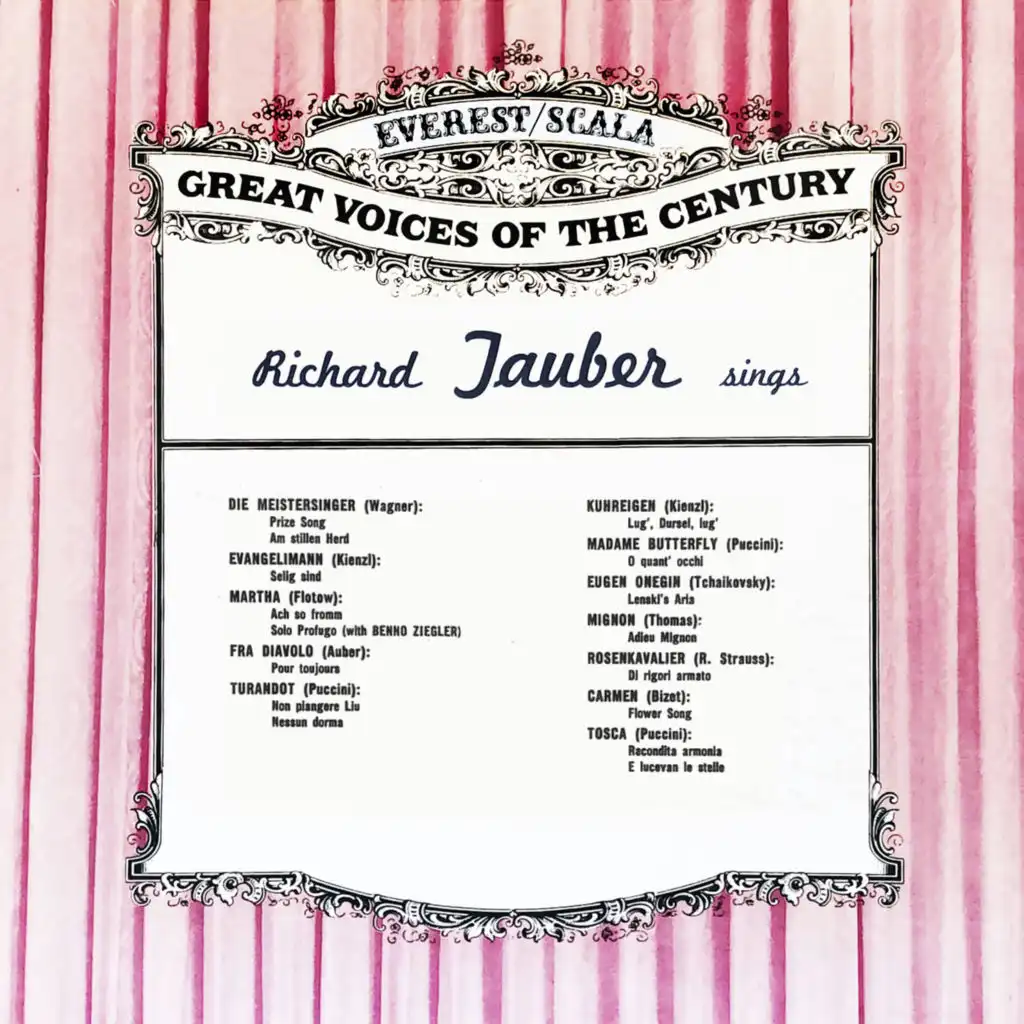 EVEREST/SCALA
GREAT VOICES OF THE CENTURY
Richard Tauber sings
DIE MEISTERSINGER (Wagner):
Prize Song
Am stillen Herd
EVANGELIMANN (Kienzl):
Selig sind
MARTHA (Flotow):
Ach so fromm
Solo Profugo (with BENNO ZIEGLER)
FRA DIAVOLO (Auber):
Pour toujours
TURANDOT (Puccini):
Non piangere Liu
Nessun dorma
KUHREIGEN (Kienzl):
Lug', Dursel, lug'
MADAME BUTTERFLY (Puccini):
O quant' occhi
EUGEN ONEGIN (Tchaikovsky):
Lenski's Aria
MIGNON (Thomas):
Adieu Mignon
ROSENKAVALIER (R. Strauss):
Di rigori armato
CARMEN (Bizet):
Flower Song
TOSCA (Puccini):
Recondita armonia
E lucevan le stelle